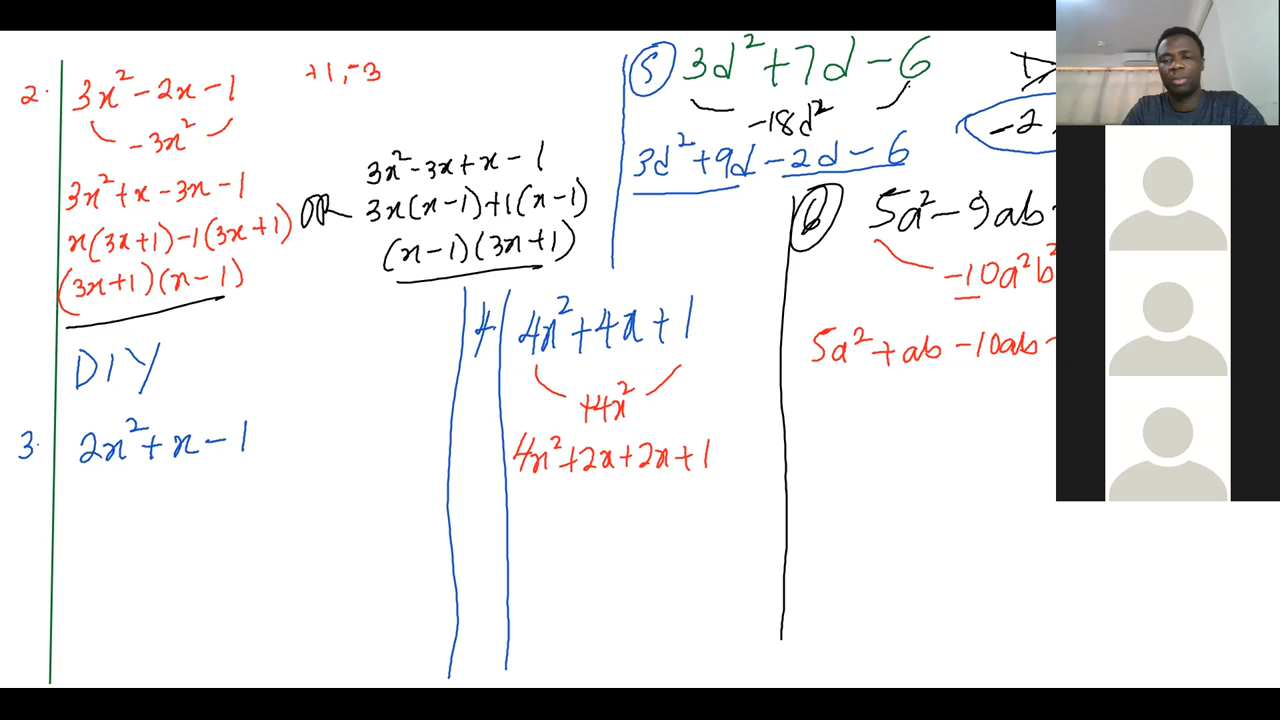 2. 3x² - 2x - 1 +1, -3
- 3x²
3x² + x - 3x - 1
x(3x+1) - 1(3x+1)
(3x+1)(x-1)
OR
3x² - 3x + x - 1
3x(x-1)+1(x-1)
(x-1)(3x+1)
DIY
3. 2x² + x - 1
4 4x² + 4x + 1
+4x²
4x² + 2x + 2x + 1
5 3d² + 7d - 6
-18d²
3d² + 9d - 2d - 6
-2
6 5a² - 9ab -
-10a²b²
5a² + ab - 10ab -